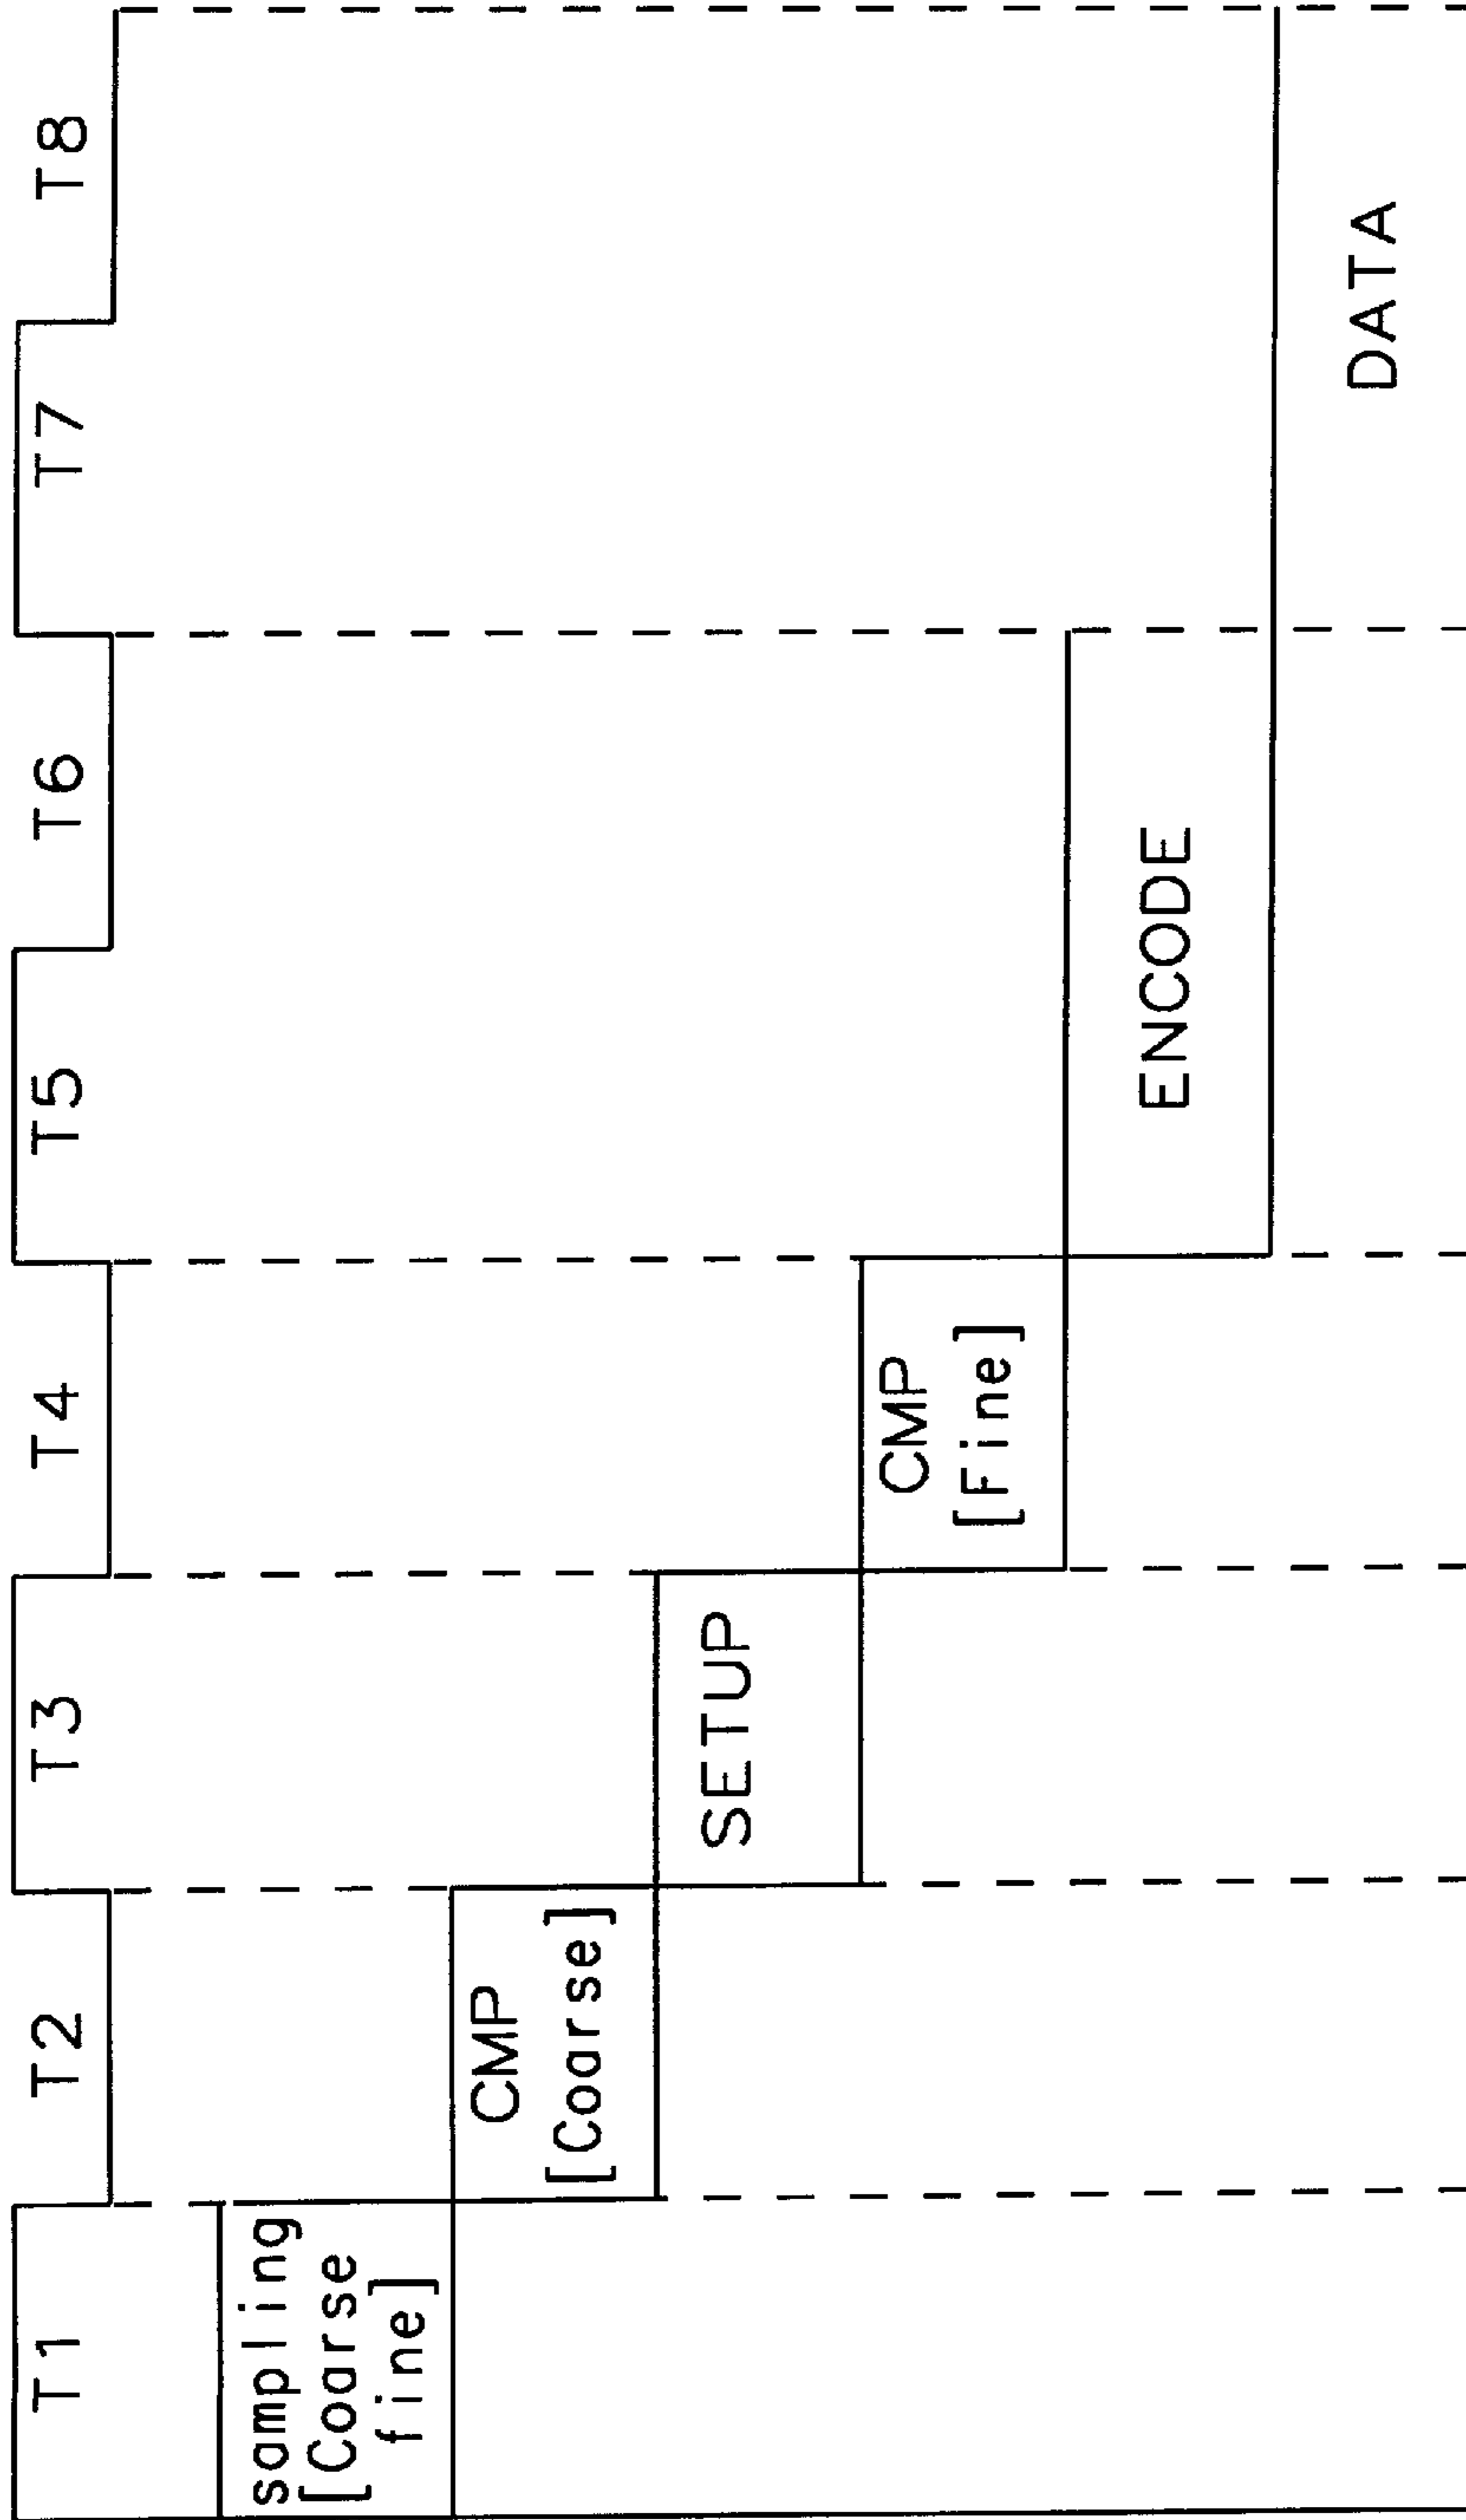 T1
T2
T3
T4
T5
T6
T7
T8
sampling
[Coarse
fine]
CMP
[Coarse]
SETUP
CMP
[Fine]
ENCODE
DATA